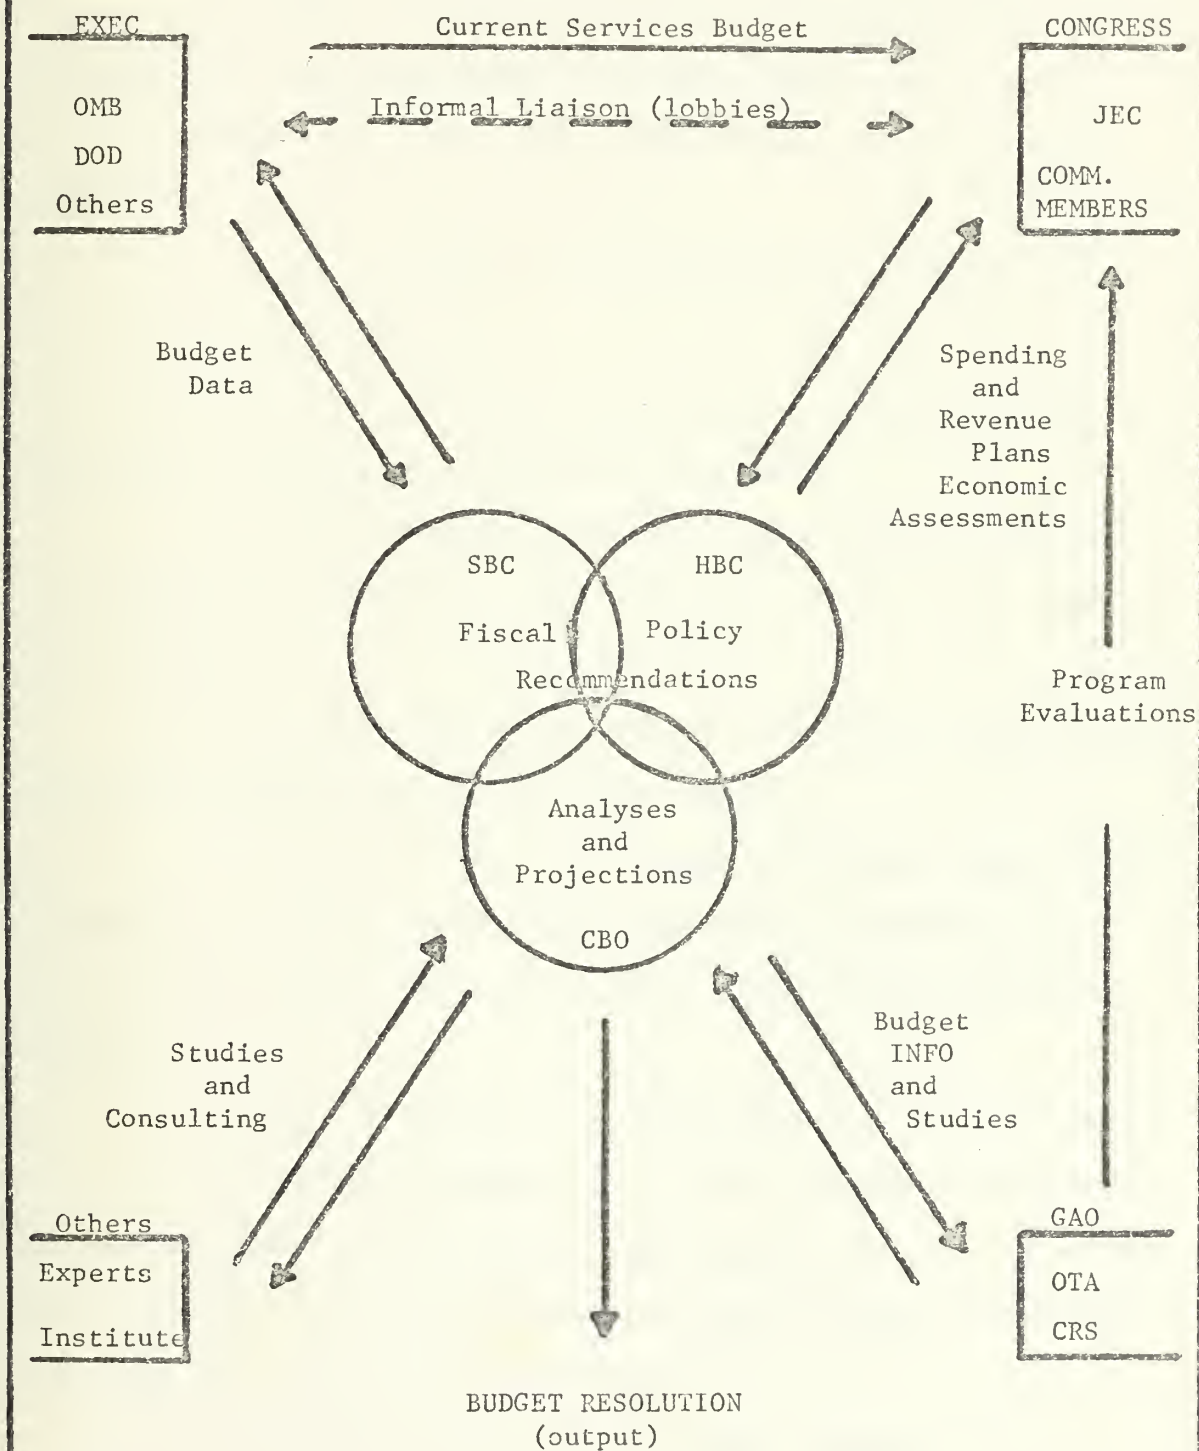 EXEC
Current Services Budget
CONGRESS
OMB
DOD
Others
Informal Liaison (lobbies)
JEC
COMM.
MEMBERS
Budget
Data
Spending
and
Revenue
Plans
Economic
Assessments
SBC
HBC
Fiscal Policy
Recommendations
Program
Evaluations
Analyses
and
Projections
CBO
Studies
and
Consulting
Budget
INFO
and
Studies
Others
Experts
Institute
GAO
OTA
CRS
BUDGET RESOLUTION
(output)